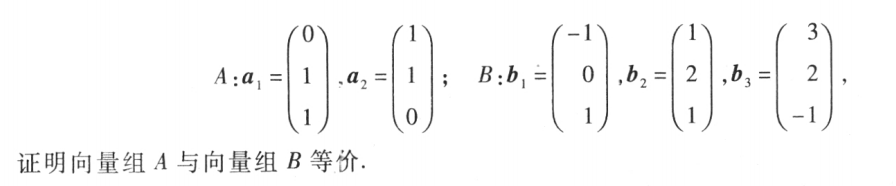 A:a₁=(0 1 1),a₂=(1 1 0); B:b₁=(-1 0 1),b₂=(1 2 1),b₃=(3 2 -1),
证明向量组 A 与向量组 B 等价.